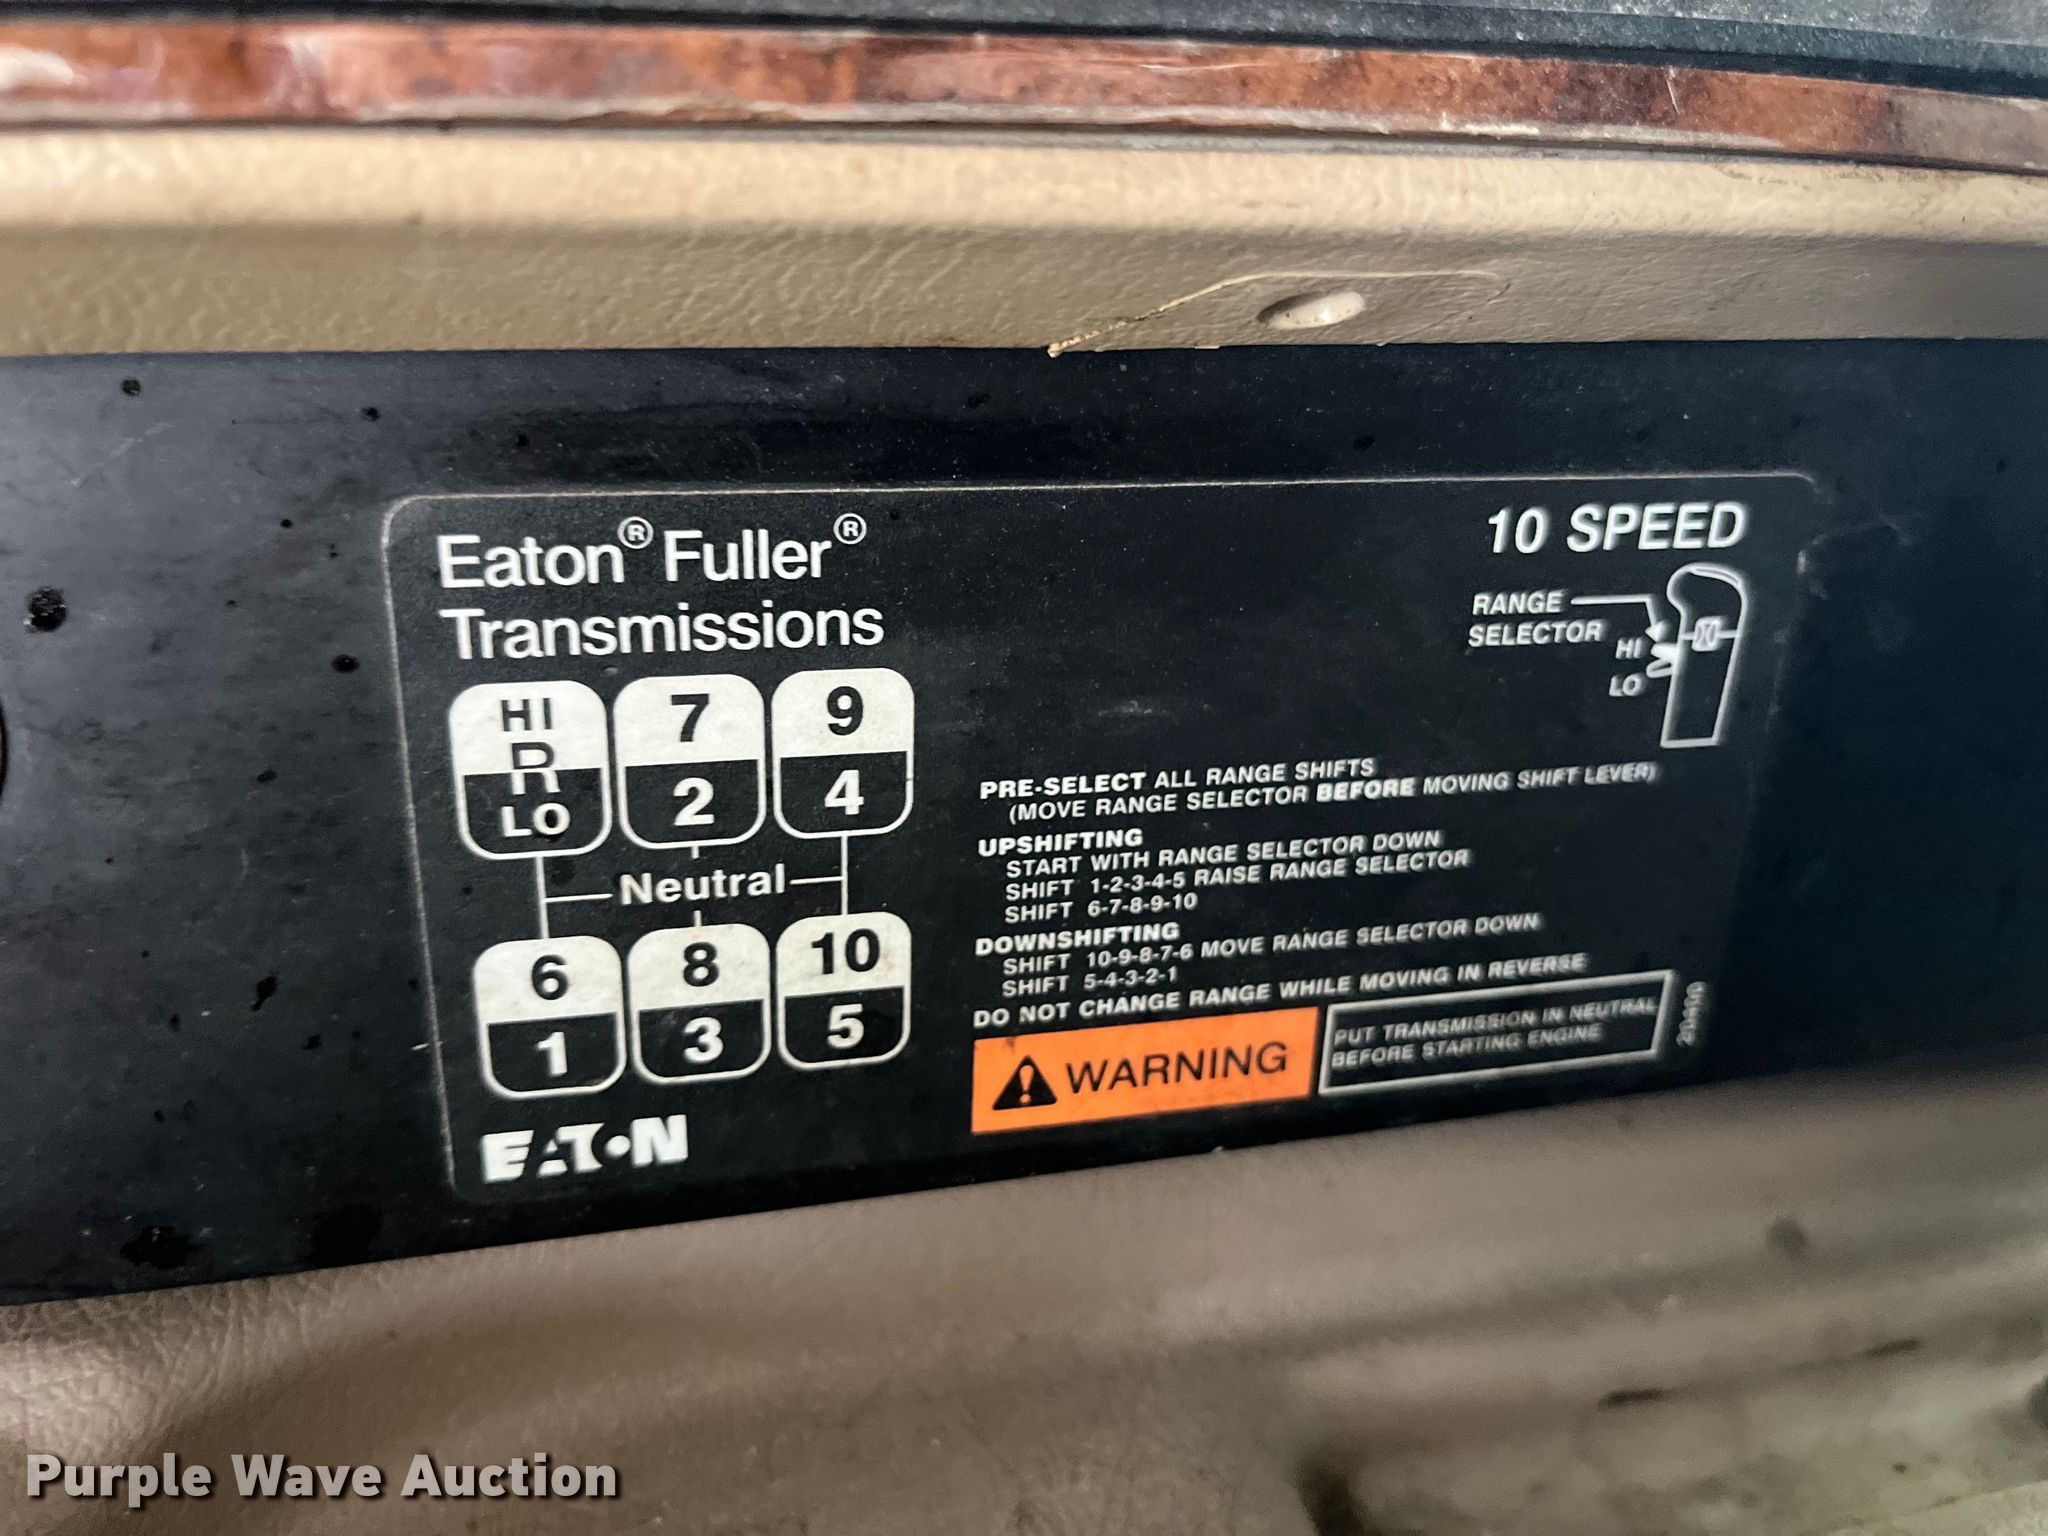 Eaton® Fuller®
Transmissions
HI
R
LO
7
2
9
4
Neutral
6
1
8
3
10
5
EATON
10 SPEED
RANGE
SELECTOR
HI
LO
PRE-SELECT ALL RANGE SHIFTS
(MOVE RANGE SELECTOR BEFORE MOVING SHIFT LEVER)
UPSHIFTING
START WITH RANGE SELECTOR DOWN
SHIFT 1-2-3-4-5 RAISE RANGE SELECTOR
SHIFT 6-7-8-9-10
DOWNSHIFTING
SHIFT 10-9-8-7-6 MOVE RANGE SELECTOR DOWN
SHIFT 5-4-3-2-1
DO NOT CHANGE RANGE WHILE MOVING IN REVERSE
WARNING
PUT TRANSMISSION IN NEUTRAL
BEFORE STARTING ENGINE
Purple Wave Auction